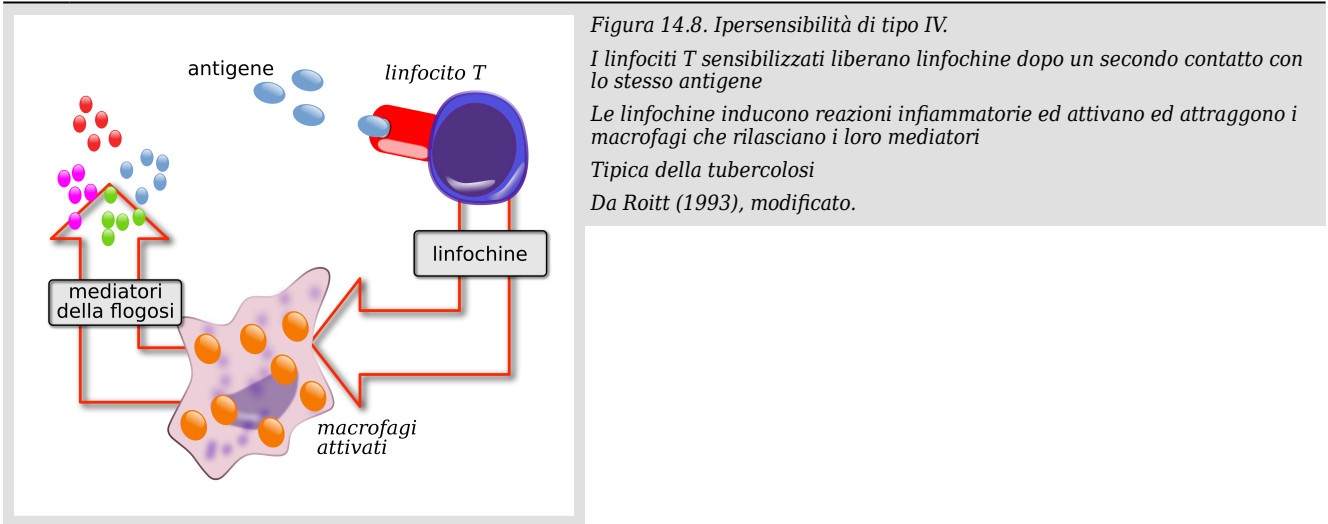 Figura 14.8. Ipersensibilità di tipo IV.
I linfociti T sensibilizzati liberano linfochine dopo un secondo contatto con
lo stesso antigene
Le linfochine inducono reazioni infiammatorie ed attivano ed attraggono i
macrofagi che rilasciano i loro mediatori
Tipica della tubercolosi
Da Roitt (1993), modificato.
antigene
linfocito T
linfochine
mediatori
della flogosi
macrofagi
attivati